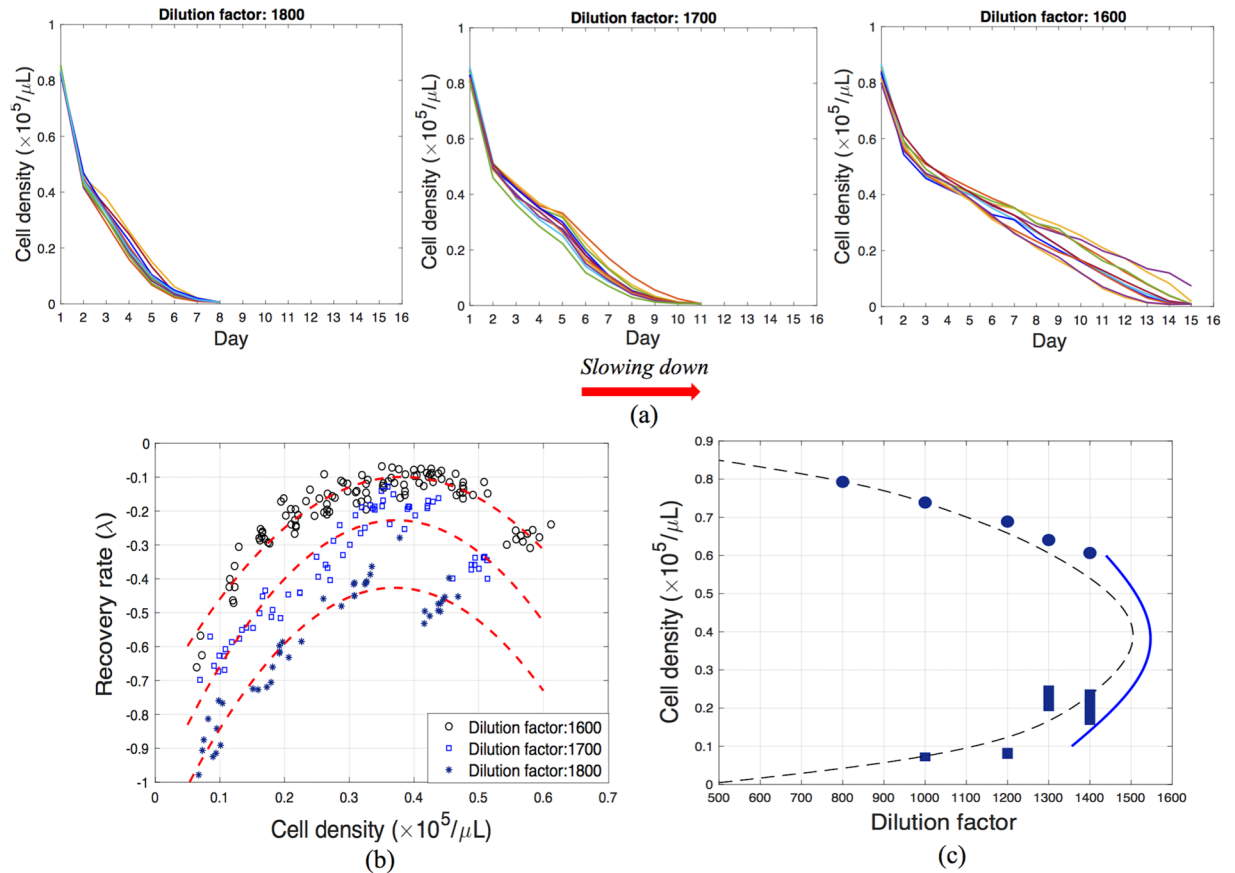 Dilution factor: 1800
Cell density (×10⁵/μL)
1
0.8
0.6
0.4
0.2
0
1 2 3 4 5 6 7 8 9 10 11 12 13 14 15 16
Day
Dilution factor: 1700
Cell density (×10⁵/μL)
1
0.8
0.6
0.4
0.2
0
1 2 3 4 5 6 7 8 9 10 11 12 13 14 15 16
Day
Dilution factor: 1600
Cell density (×10⁵/μL)
1
0.8
0.6
0.4
0.2
0
1 2 3 4 5 6 7 8 9 10 11 12 13 14 15 16
Day
Slowing down
(a)
Recovery rate (λ)
0
-0.1
-0.2
-0.3
-0.4
-0.5
-0.6
-0.7
-0.8
-0.9
-1
Dilution factor:1600
Dilution factor:1700
Dilution factor:1800
0 0.1 0.2 0.3 0.4 0.5 0.6 0.7
Cell density (×10⁵/μL)
(b)
Cell density (×10⁵/μL)
0.9
0.8
0.7
0.6
0.5
0.4
0.3
0.2
0.1
0
500 600 700 800 900 1000 1100 1200 1300 1400 1500 1600
Dilution factor
(c)